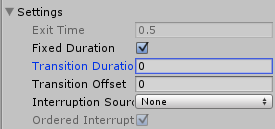 Settings
Exit Time 0.5
Fixed Duration
Transition Duratio 0
Transition Offset 0
Interruption Sourc None
Ordered Interrupt